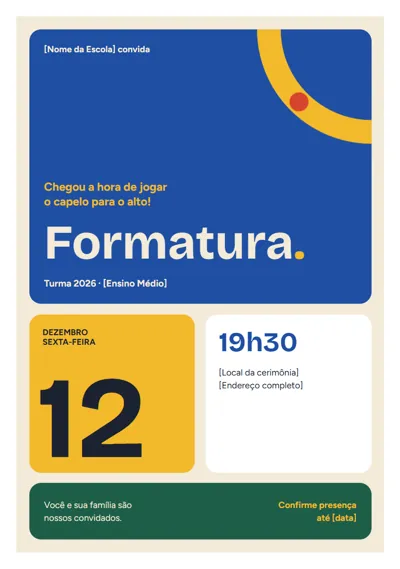 [Nome da Escola] convida
Chegou a hora de jogar
o capelo para o alto!
Formatura.
Turma 2026 · [Ensino Médio]
DEZEMBRO
SEXTA-FEIRA
12
19h30
[Local da cerimônia]
[Endereço completo]
Você e sua família são
nossos convidados.
Confirme presença
até [data]